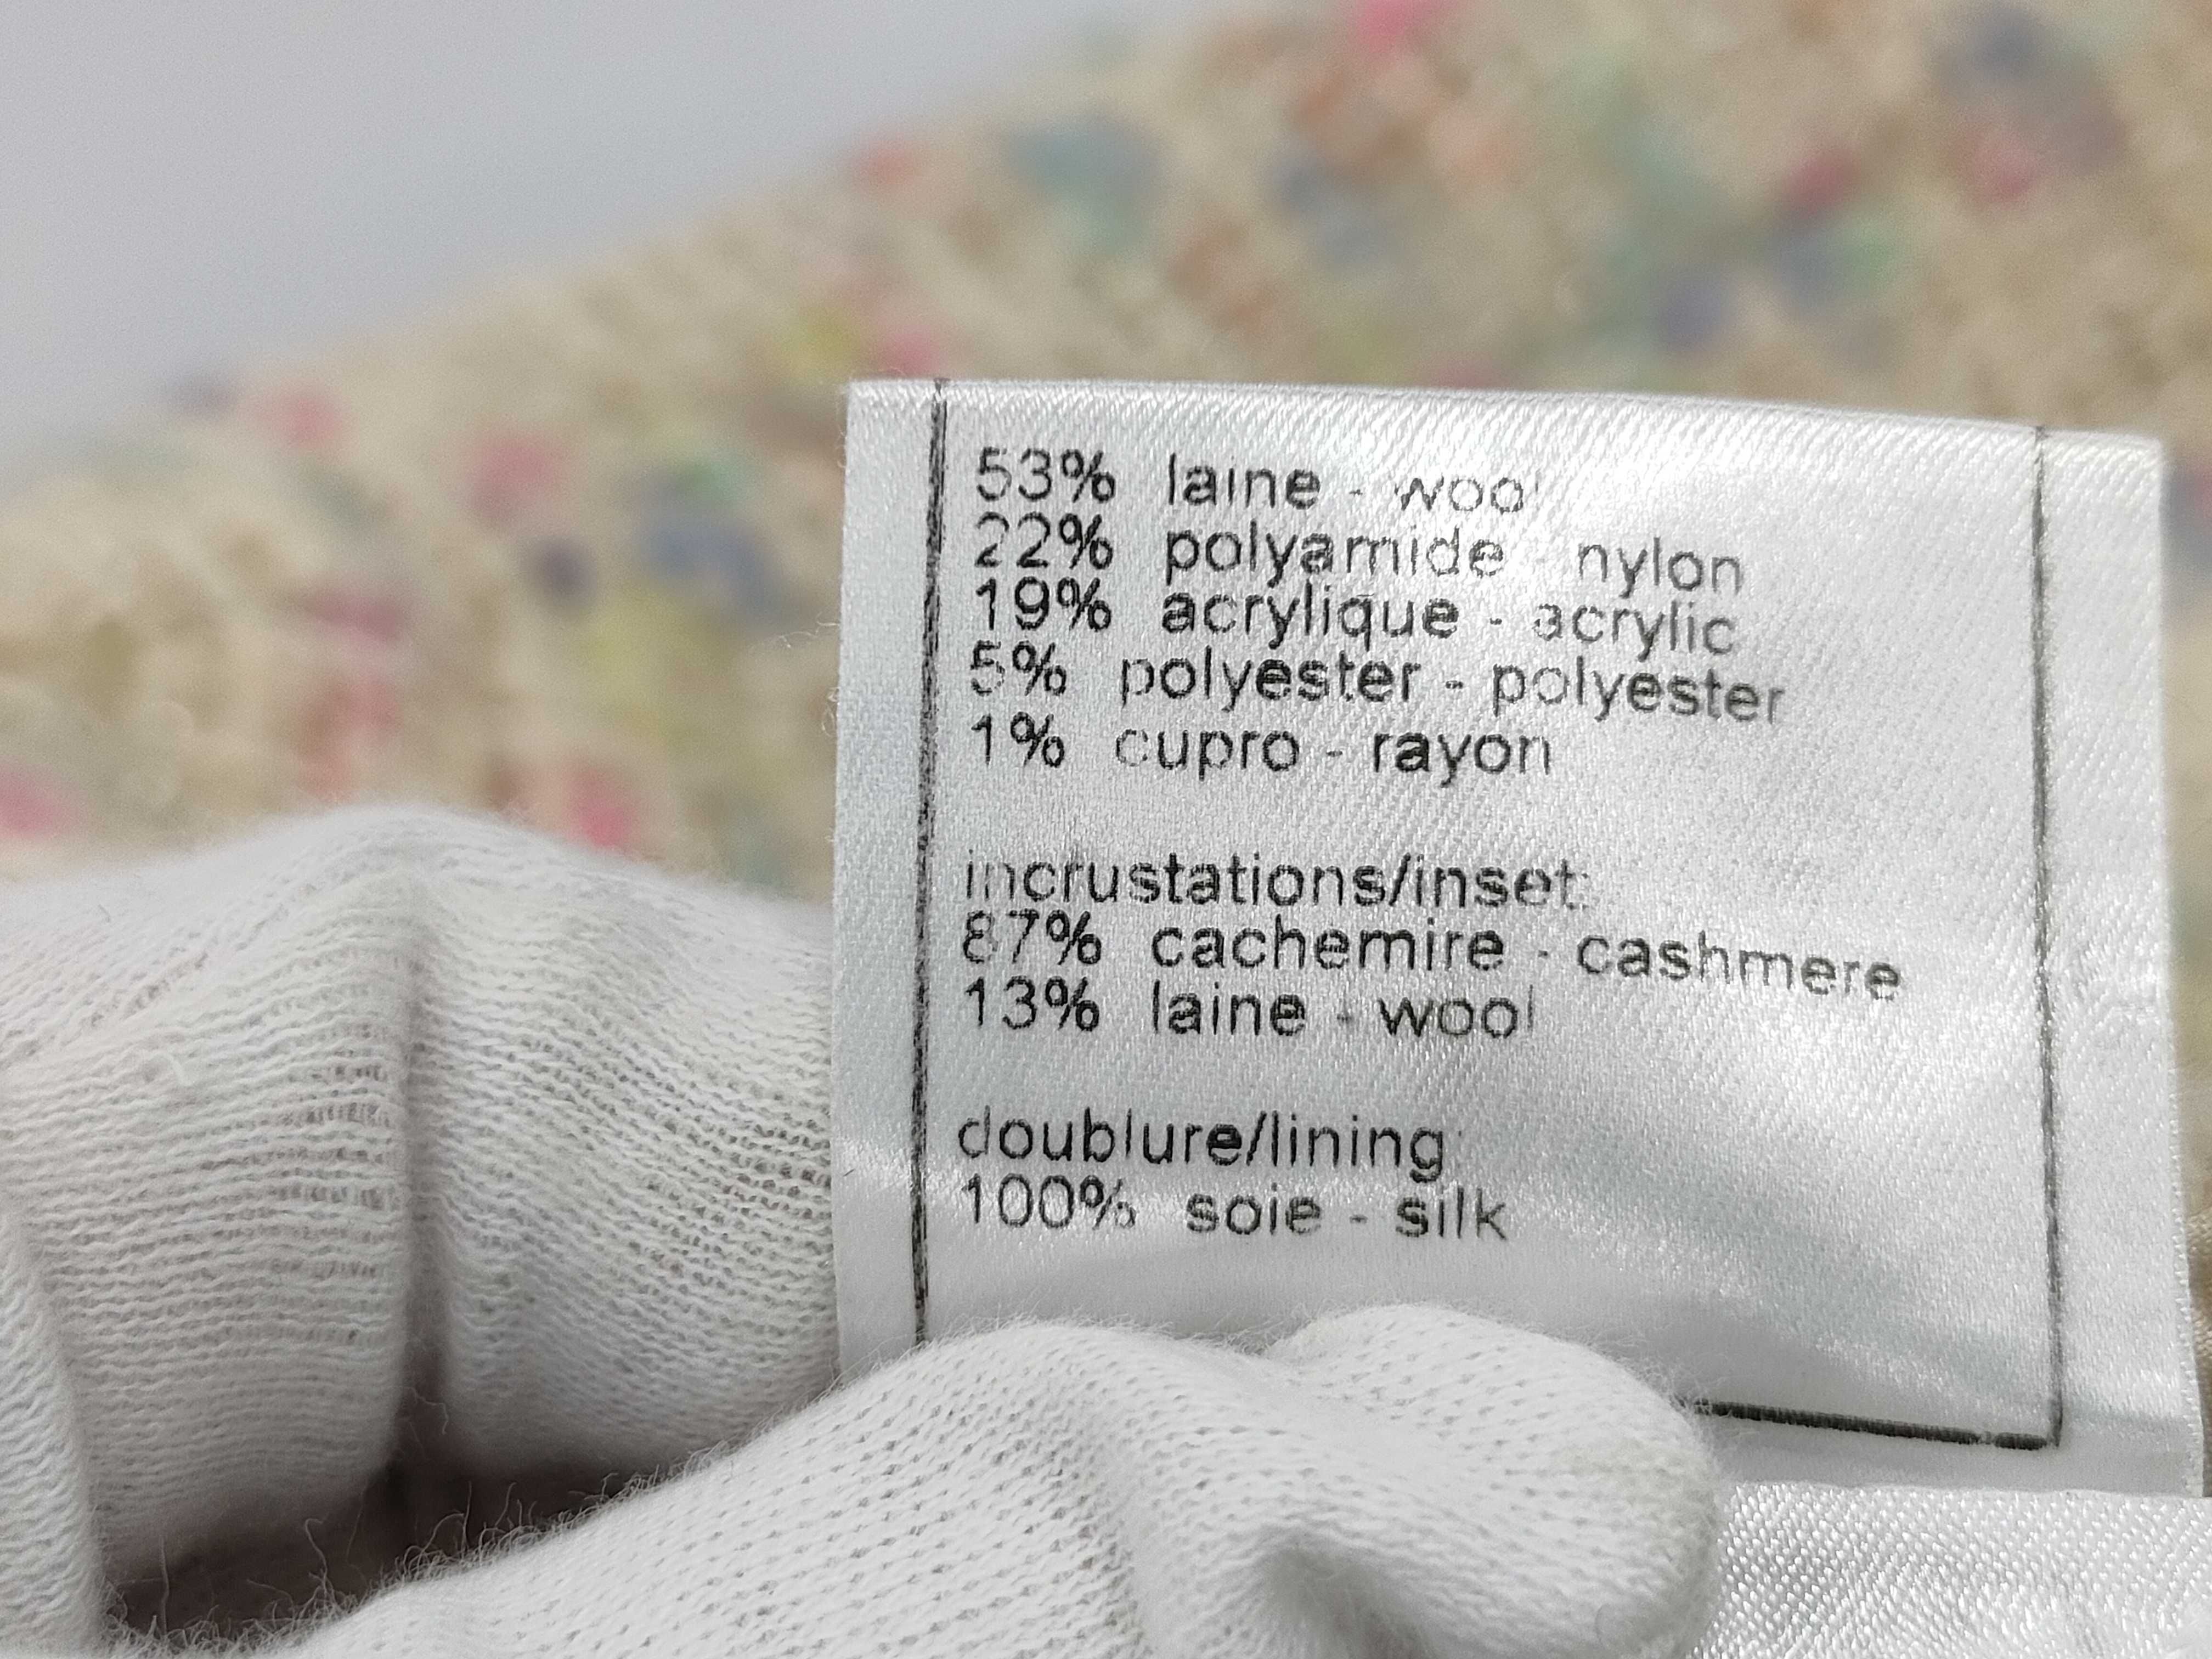 53% laine - wool
22% polyamide - nylon
19% acrylique - acrylic
5% polyester - polyester
1% cupro - rayon
incrustations/inset:
87% cachemire - cashmere
13% laine - wool
doublure/lining:
100% soie - silk